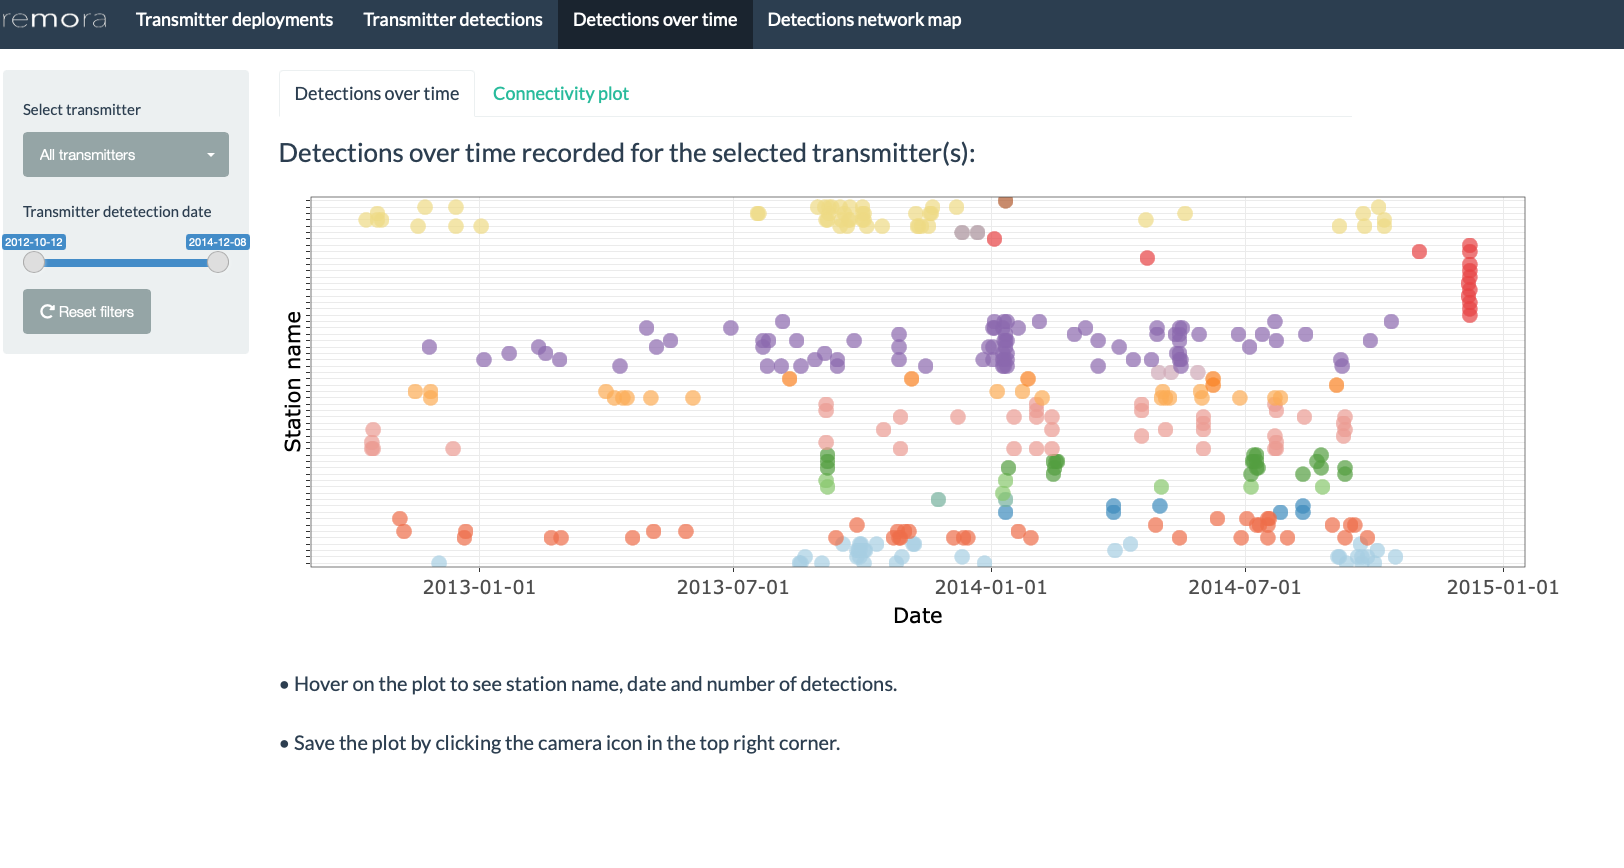 remora Transmitter deployments Transmitter detections Detections over time Detections network map
Select transmitter
All transmitters
Transmitter detetection date
2012-10-12 2014-12-08
Reset filters
Detections over time Connectivity plot
Detections over time recorded for the selected transmitter(s):
Station name
2013-01-01 2013-07-01 2014-01-01 2014-07-01 2015-01-01
Date
• Hover on the plot to see station name, date and number of detections.
• Save the plot by clicking the camera icon in the top right corner.